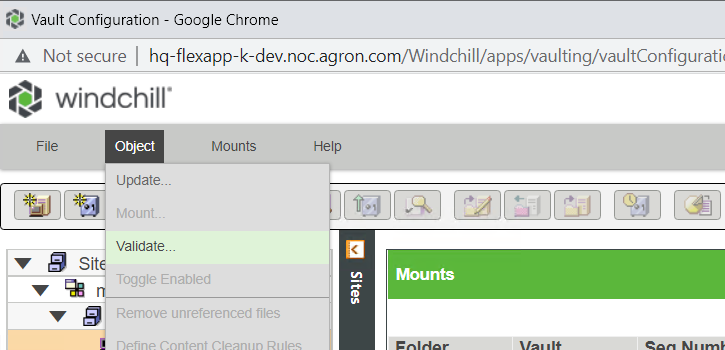 Vault Configuration - Google Chrome
Not secure hq-flexapp-k-dev.noc.agron.com/Windchill/apps/vaulting/vaultConfigurati
windchill
File Object Mounts Help
Update...
Mount...
Validate...
Toggle Enabled
Remove unreferenced files
Define Content Cleanup Rules
Site
m
Sites
Mounts
Folder Vault Seq Num